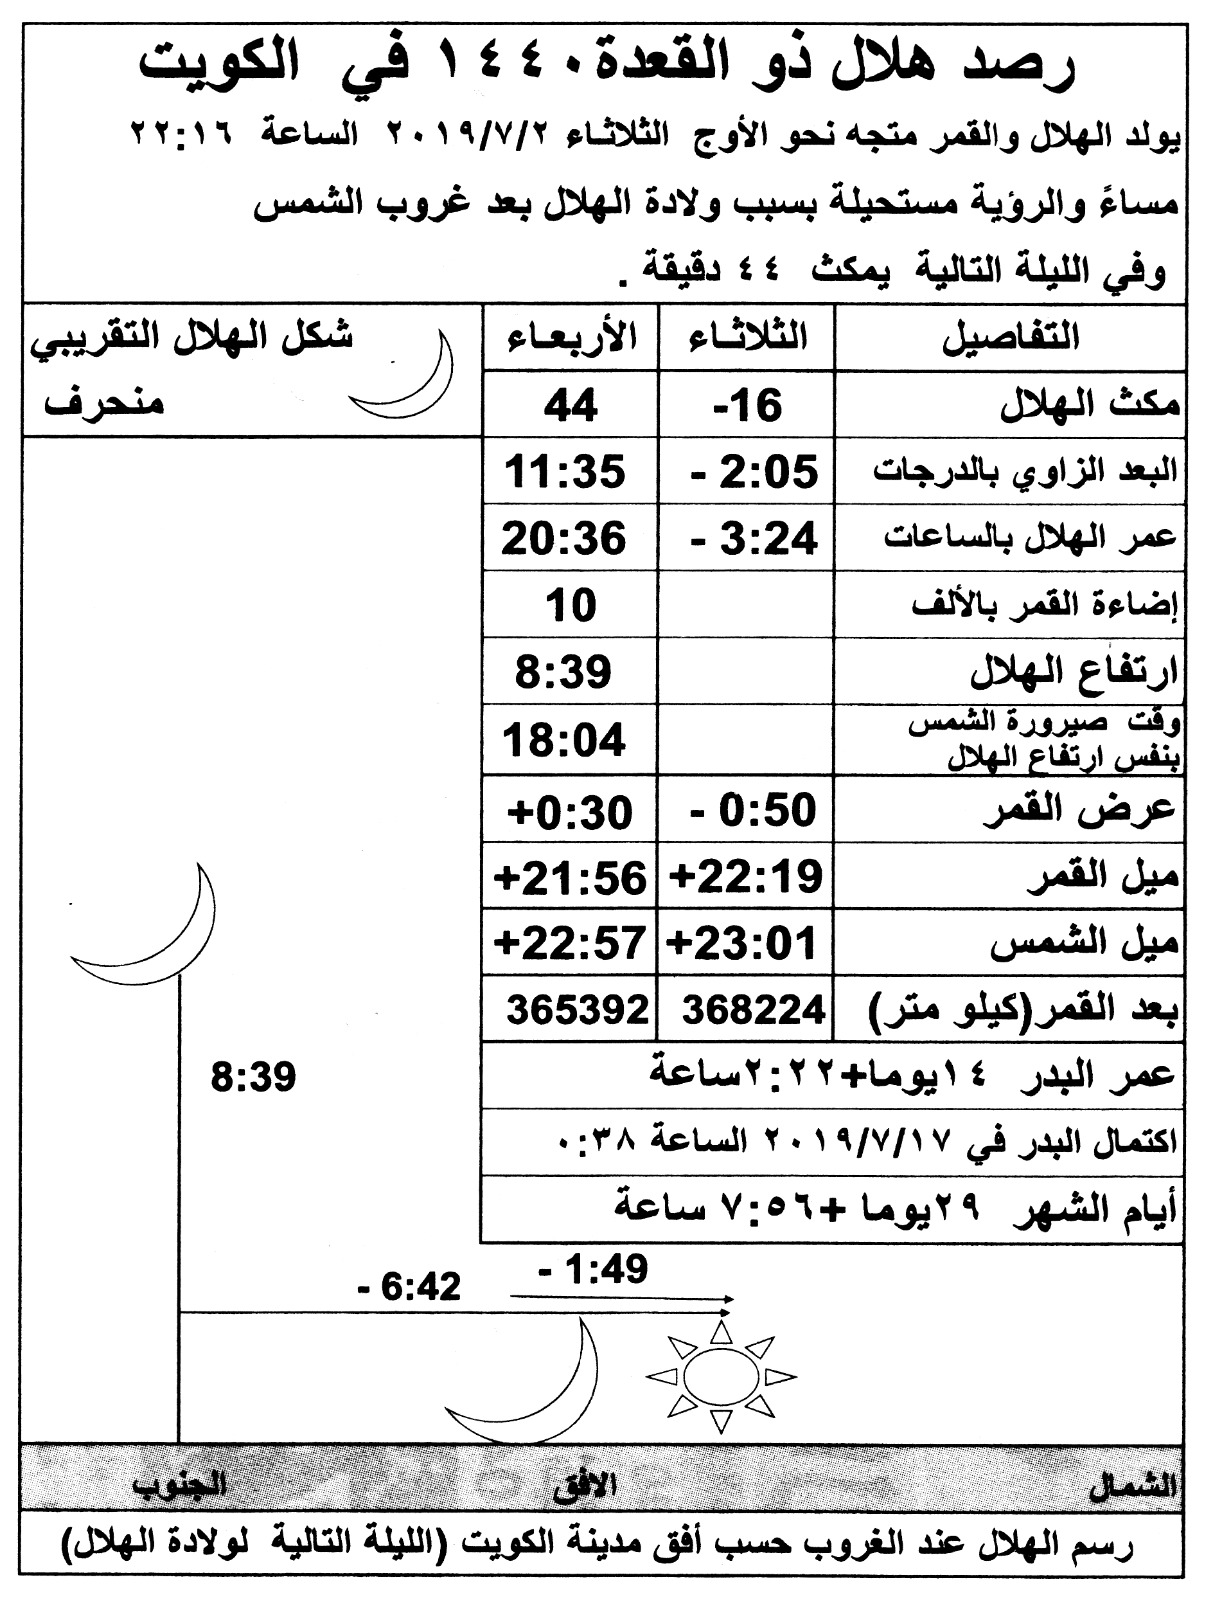 رصد هلال ذو القعدة ١٤٤٠ في الكويت
يولد الهلال والقمر متجه نحو الأوج الثلاثاء ٢٠١٩/٧/٢ الساعة ٢٢:١٦
مساءً والرؤية مستحيلة بسبب ولادة الهلال بعد غروب الشمس
وفي الليلة التالية يمكث ٤٤ دقيقة .
التفاصيل الثلاثاء الأربعاء شكل الهلال التقريبي
مكث الهلال -16 44 منحرف
البعد الزاوي بالدرجات - 2:05 11:35
عمر الهلال بالساعات - 3:24 20:36
إضاءة القمر بالألف 10
ارتفاع الهلال 8:39
وقت صيرورة الشمس
بنفس ارتفاع الهلال 18:04
عرض القمر - 0:50 +0:30
ميل القمر +22:19 +21:56
ميل الشمس +23:01 +22:57
بعد القمر(كيلو متر) 368224 365392
عمر البدر ١٤يوما+٢:٢٢ساعة
8:39
اكتمال البدر في ٢٠١٩/٧/١٧ الساعة ٠:٣٨
أيام الشهر ٢٩يوما +٧:٥٦ ساعة
- 1:49
- 6:42
الشمال الافق الجنوب
رسم الهلال عند الغروب حسب أفق مدينة الكويت (الليلة التالية لولادة الهلال)